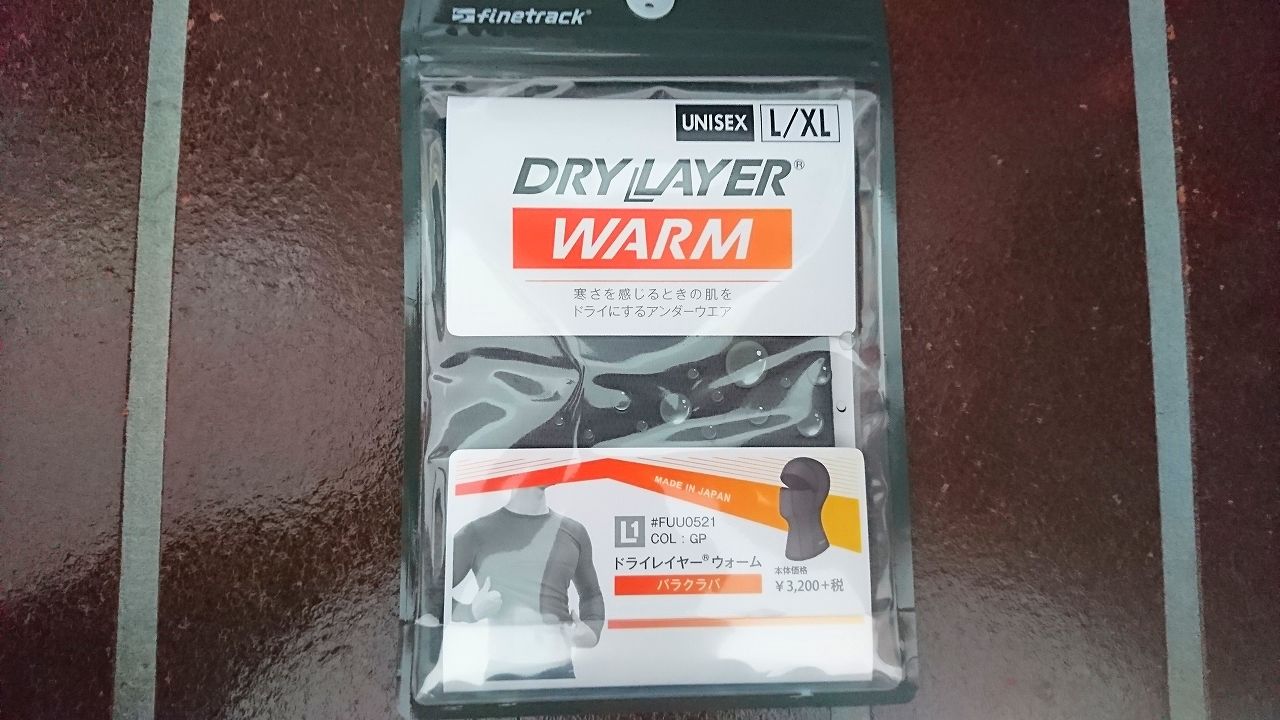 finetrack®
UNISEX L/XL
DRYLAYER®
WARM
寒さを感じるときの肌を
ドライにするアンダーウエア
MADE IN JAPAN
L1 #FUU0521
COL : GP
ドライレイヤー®ウォーム
バラクラバ
本体価格
¥3,200+税